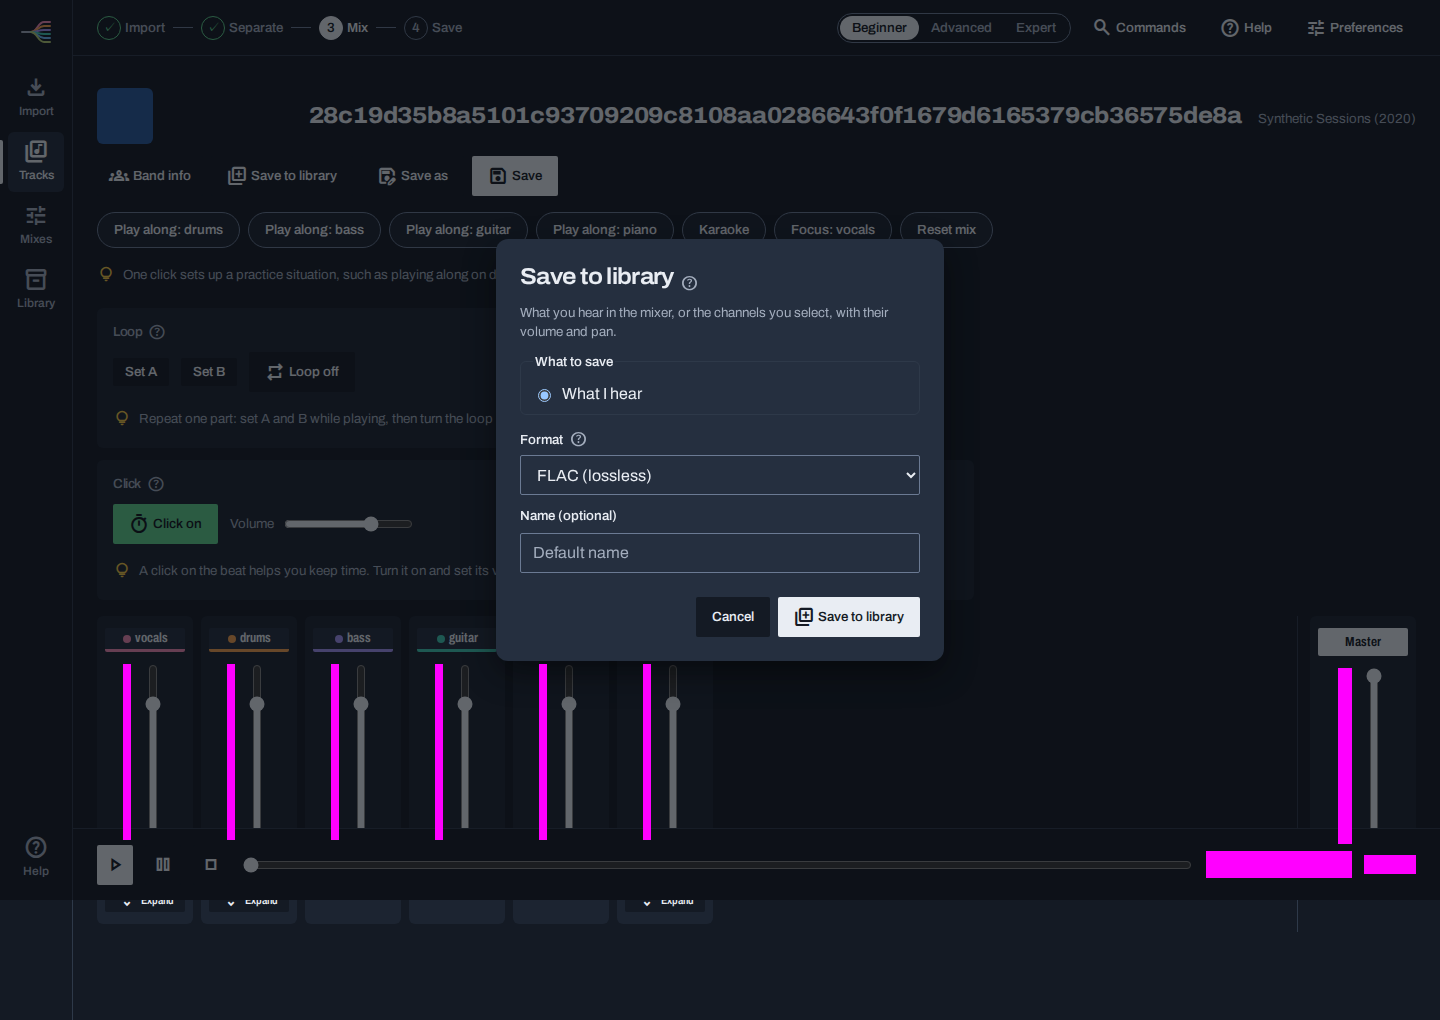 Import
Separate
3 Mix
4 Save
Beginner
Advanced
Expert
Commands
Help
Preferences
Import
Tracks
Mixes
Library
Help
28c19d35b8a5101c93709209c8108aa0286643f0f1679d6165379cb36575de8a
Synthetic Sessions (2020)
Band info
Save to library
Save as
Save
Play along: drums
Play along: bass
Play along: guitar
Play along: piano
Karaoke
Focus: vocals
Reset mix
One click sets up a practice situation, such as playing along on d
Loop
Set A
Set B
Loop off
Repeat one part: set A and B while playing, then turn the loop
Click
Click on
Volume
A click on the beat helps you keep time. Turn it on and set its v
Save to library
What you hear in the mixer, or the channels you select, with their
volume and pan.
What to save
What I hear
Format
FLAC (lossless)
Name (optional)
Default name
Cancel
Save to library
vocals
drums
bass
guitar
Master
Expand
Expand
Expand